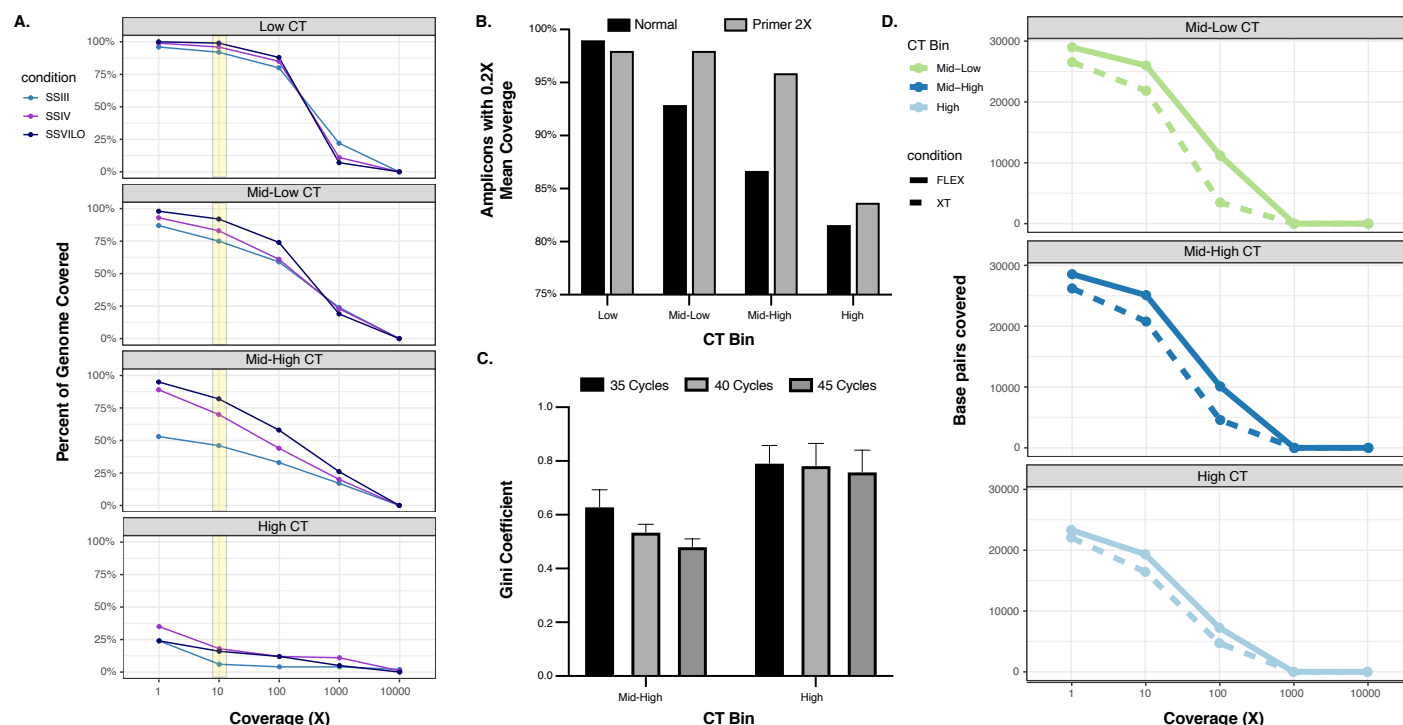 A.
condition
SSIII
SSIV
SSVILO
Percent of Genome Covered
Low CT
100%
75%
50%
25%
0%
Mid-Low CT
100%
75%
50%
25%
0%
Mid-High CT
100%
75%
50%
25%
0%
High CT
100%
75%
50%
25%
0%
1 10 100 1000 10000
Coverage (X)
B.
Normal Primer 2X
Amplicons with 0.2X
Mean Coverage
100%
95%
90%
85%
80%
75%
Low Mid-Low Mid-High High
CT Bin
C.
35 Cycles 40 Cycles 45 Cycles
Gini Coefficient
1.0
0.8
0.6
0.4
0.2
0.0
Mid-High High
CT Bin
D.
CT Bin
Mid−Low
Mid−High
High
condition
FLEX
XT
Base pairs covered
Mid-Low CT
30000
20000
10000
0
Mid-High CT
30000
20000
10000
0
High CT
30000
20000
10000
0
1 10 100 1000 10000
Coverage (X)